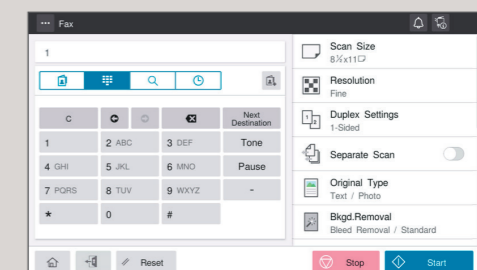 Fax
1
C
Next
Destination
1
2 ABC
3 DEF
Tone
4 GHI
5 JKL
6 MNO
Pause
7 PQRS
8 TUV
9 WXYZ
-
*
0
#
Reset
Scan Size
8½x11
Resolution
Fine
Duplex Settings
1-Sided
Separate Scan
Original Type
Text / Photo
Bkgd.Removal
Bleed Removal / Standard
Stop
Start